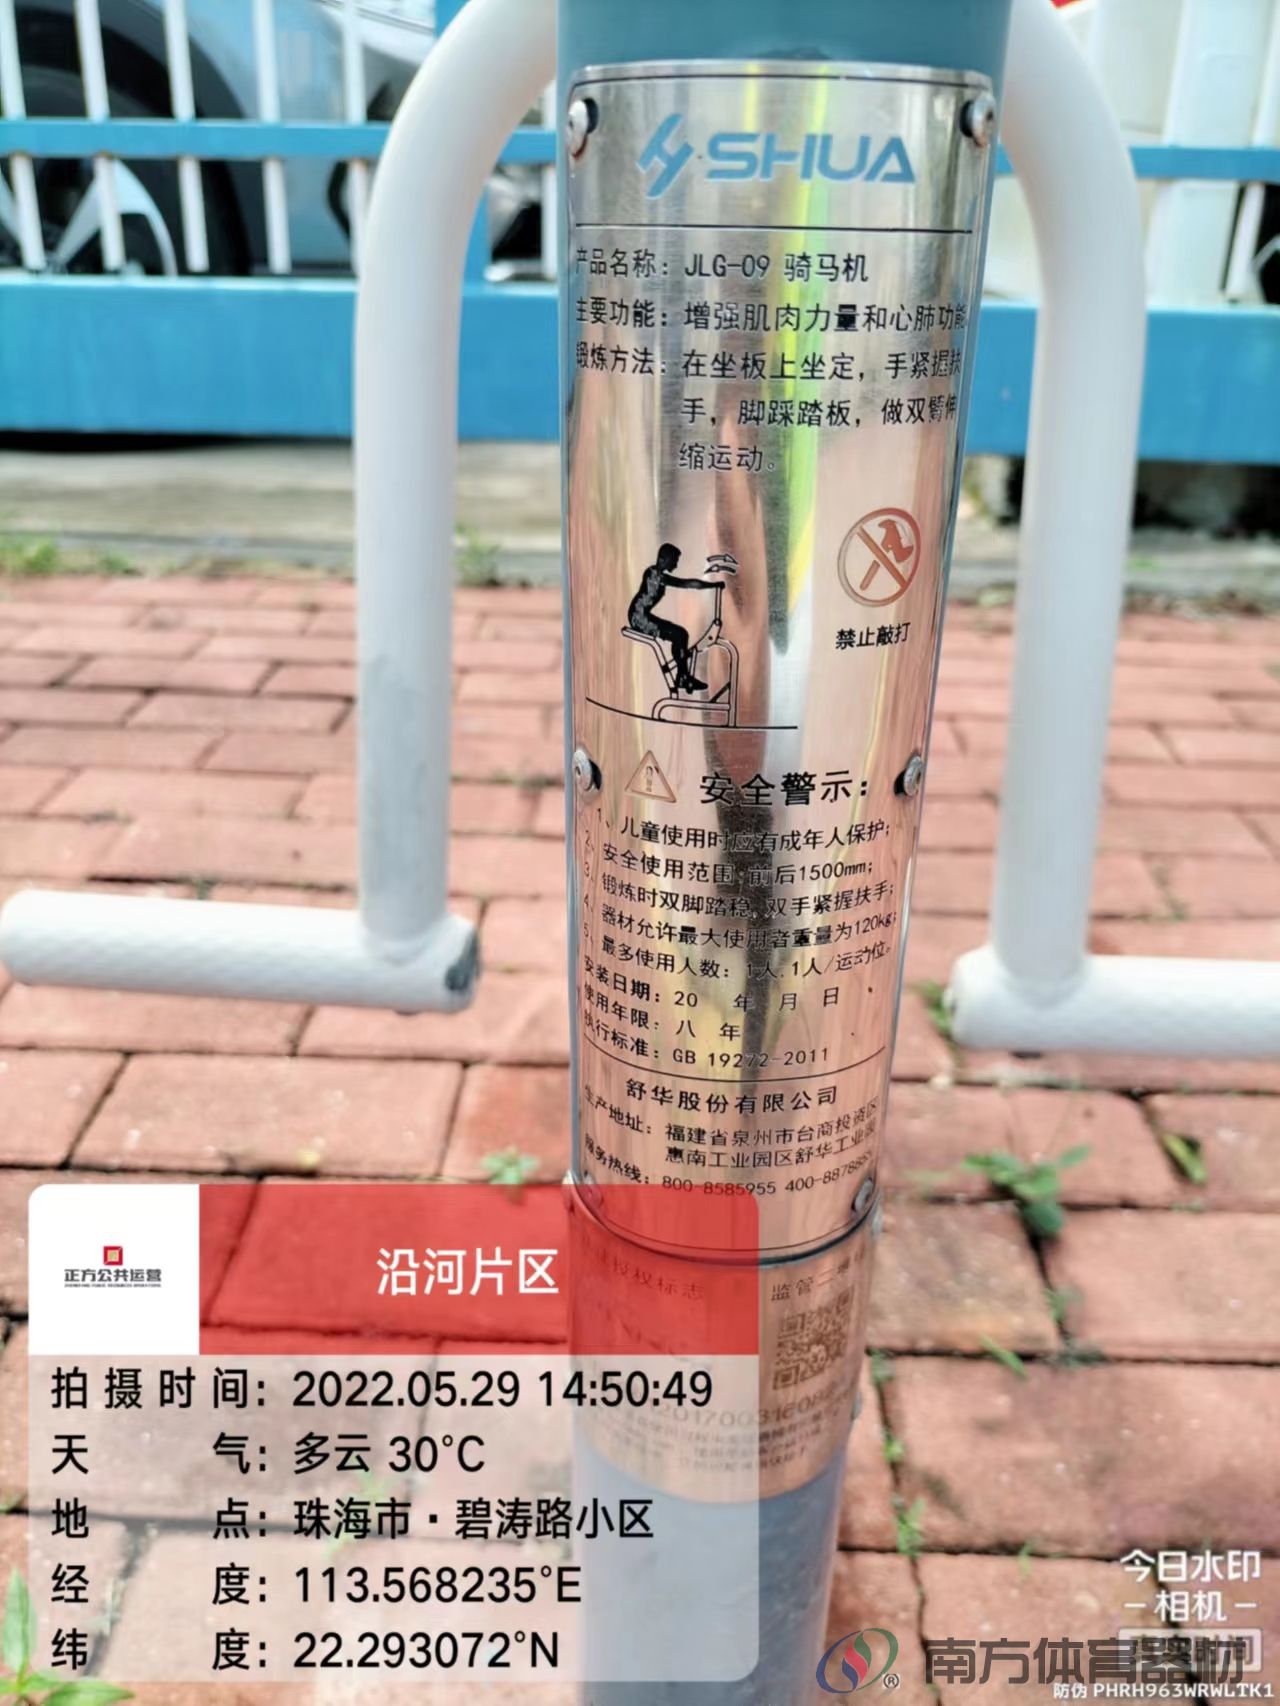 SHUA
产品名称：JLG-09 骑马机
主要功能：增强肌肉力量和心肺功能。
锻炼方法：在坐板上坐定，手紧握扶
手，脚踩踏板，做双臂伸
缩运动。
禁止敲打
安全警示：
1、儿童使用时应有成年人保护；
2、安全使用范围：前后1500mm；
3、锻炼时双脚踏稳，双手紧握扶手；
4、器材允许最大使用者重量为120kg；
5、最多使用人数：1人，1人/运动位。
安装日期：20 年 月 日
使用年限：八 年
执行标准：GB 19272-2011
舒华股份有限公司
生产地址：福建省泉州市台商投资区
惠南工业园区舒华工业园
服务热线：800-8585955 400-887888
授权标志
监管二维
正方公共运营
沿河片区
拍摄时间：2022.05.29 14:50:49
天气：多云 30°C
地点：珠海市·碧涛路小区
经度：113.568235°E
纬度：22.293072°N
今日水印
-相机-
南方体育器材
®
防伪 PHRH963WRWLTK1